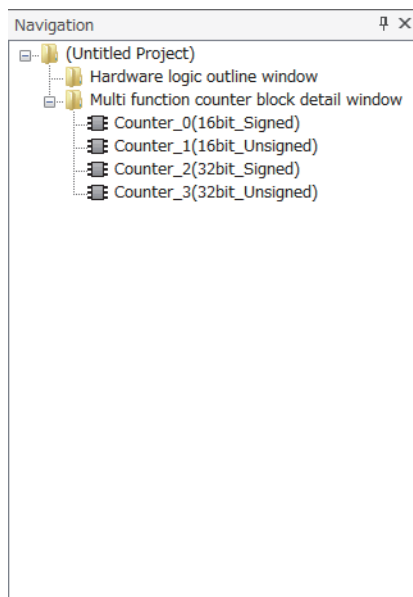 Navigation
(Untitled Project)
Hardware logic outline window
Multi function counter block detail window
Counter_0(16bit_Signed)
Counter_1(16bit_Unsigned)
Counter_2(32bit_Signed)
Counter_3(32bit_Unsigned)